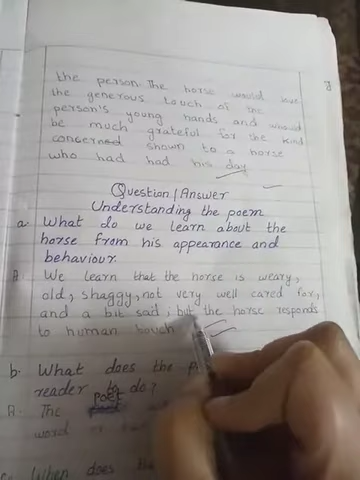 the person. The horse would love
the generous touch of the
person's young hands and would
be much grateful for the kind
concerned shown to a horse
who had had his day
Question/Answer
Understanding the poem
a. What do we learn about the
horse from his appearance and
behaviour.
A. We learn that the horse is weary,
old, shaggy, not very well cared for,
and a bit sad; but the horse responds
to human touch
b. What does the
reader to do?
A. The Poet
word
When does the